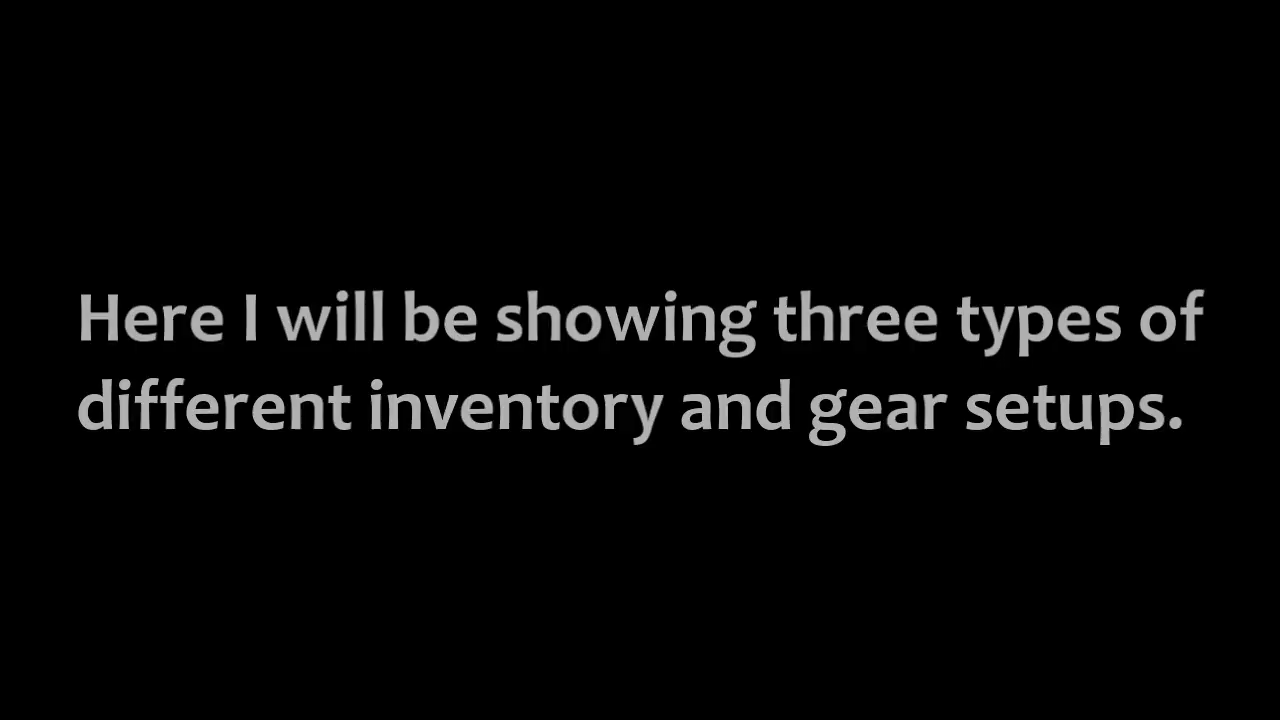 Here I will be showing three types of
different inventory and gear setups.